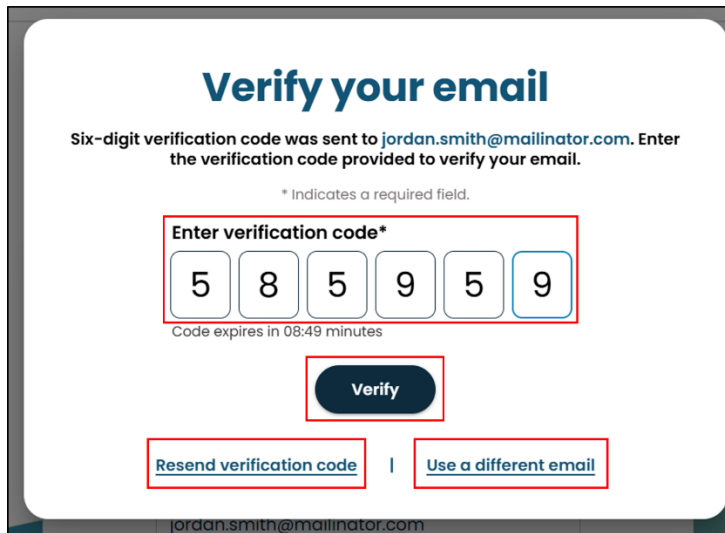 Verify your email
Six-digit verification code was sent to jordan.smith@mailinator.com. Enter
the verification code provided to verify your email.
* Indicates a required field.
Enter verification code*
5 8 5 9 5 9
Code expires in 08:49 minutes
Verify
Resend verification code | Use a different email
jordan.smith@mailinator.com